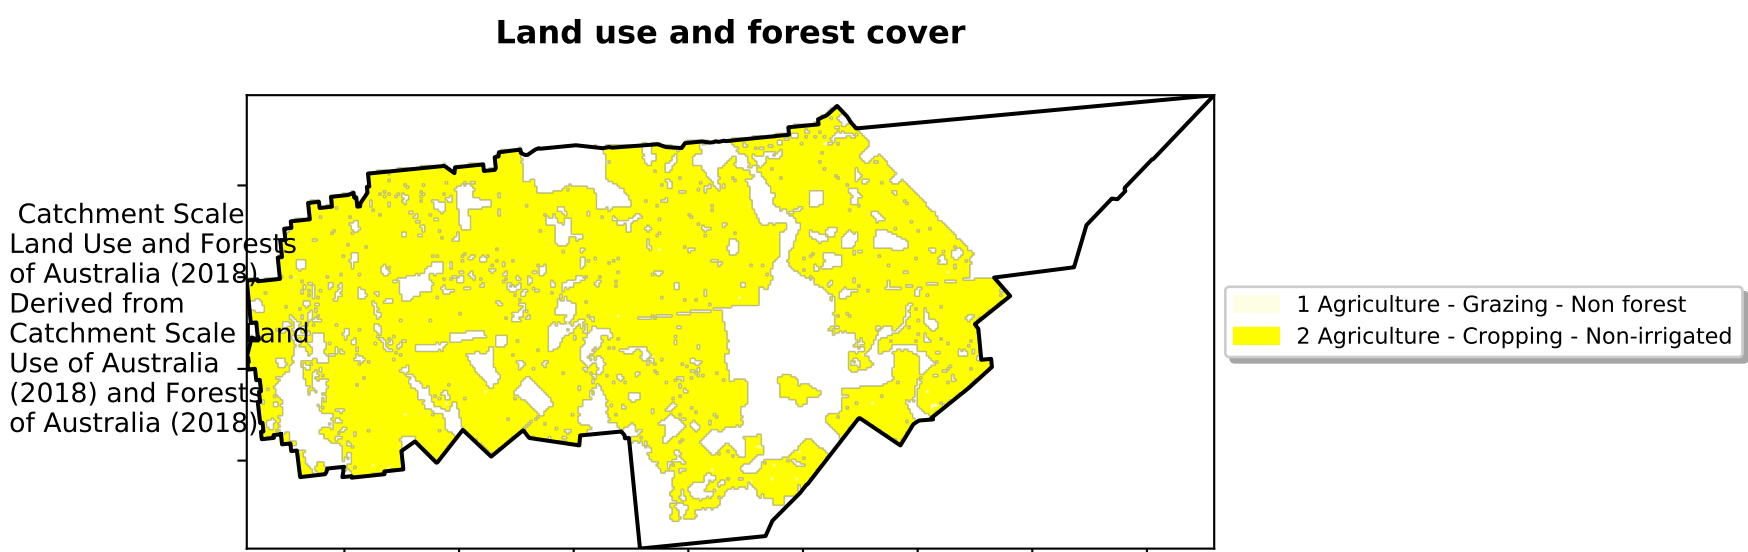 Land use and forest cover
Catchment Scale
Land Use and Forests
of Australia (2018)
Derived from
Catchment Scale Land
Use of Australia
(2018) and Forests
of Australia (2018)
1 Agriculture - Grazing - Non forest
2 Agriculture - Cropping - Non-irrigated